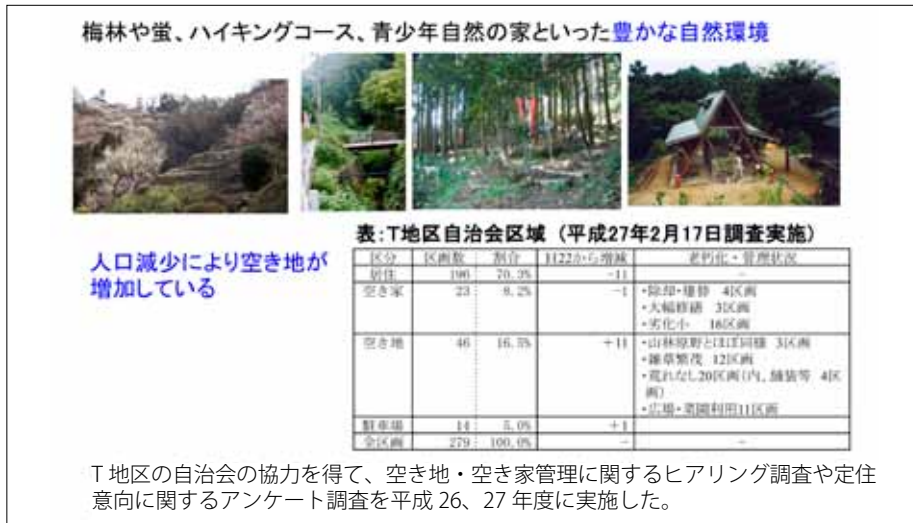 梅林や蛍、ハイキングコース、青少年自然の家といった豊かな自然環境
人口減少により空き地が
増加している
表：T地区自治会区域（平成27年2月17日調査実施）
区分 区画数 割合 H22から増減 老朽化・管理状況
居住 196 70.3% -11 -
空き家 23 8.2% -1 ・除却・建替 4区画
・大幅修繕 3区画
・劣化小 16区画
空き地 46 16.5% +11 ・山林原野とほぼ同様 3区画
・雑草繁茂 12区画
・荒れなし20区画(内、舗装等 4区
画)
・広場・菜園利用11区画
駐車場 14 5.0% +1
全区画 279 100.0% - -
T 地区の自治会の協力を得て、空き地・空き家管理に関するヒアリング調査や定住
意向に関するアンケート調査を平成 26、27 年度に実施した。